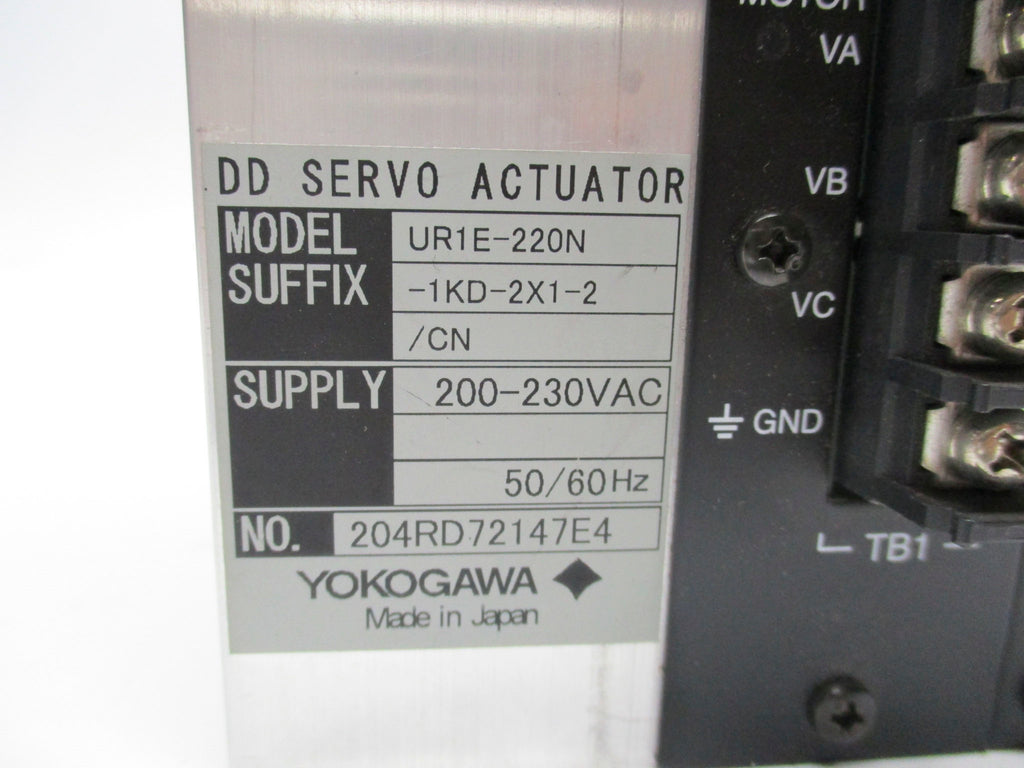 DD SERVO ACTUATOR
MODEL UR1E-220N
SUFFIX -1KD-2X1-2
/CN
SUPPLY 200-230VAC
50/60Hz
NO. 204RD72147E4
YOKOGAWA
Made in Japan
MOTOR
VA
VB
VC
GND
TB1